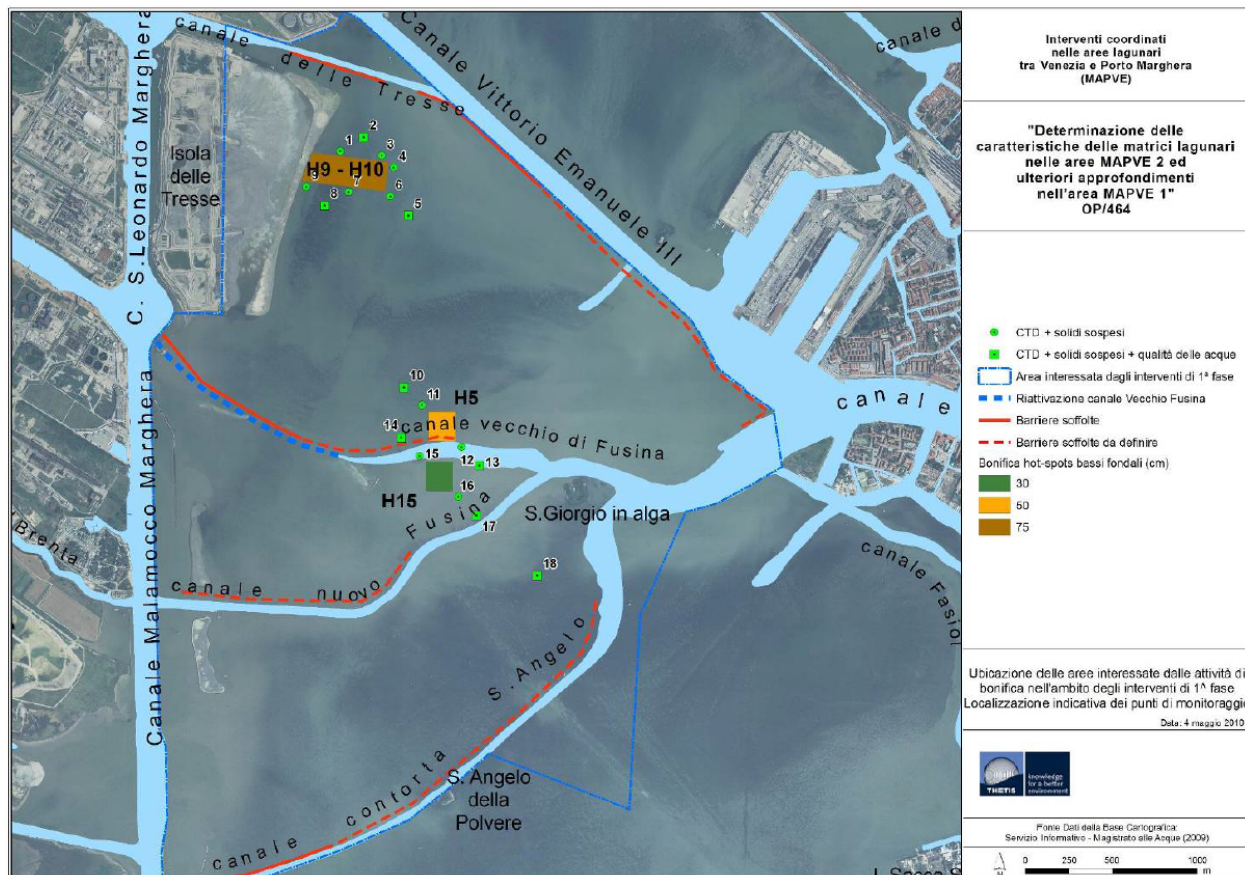 canale
delle Tresse
Canale Vittorio Emanuele III
C. S.Leonardo Marghera
Isola
delle
Tresse
1
2
3
4
H9 - H10
9
7
6
8
5
10
11
H5
14
canale vecchio di Fusina
15
12
13
H15
16
17
canale nuovo Fusina
S.Giorgio in alga
18
Brenta
Canale Malamocco Marghera
canale
canale contorta S. Angelo
S. Angelo
della
Polvere
Interventi coordinati
nelle aree lagunari
tra Venezia e Porto Marghera
(MAPVE)
"Determinazione delle
caratteristiche delle matrici lagunari
nelle aree MAPVE 2 ed
ulteriori approfondimenti
nell'area MAPVE 1"
OP/464
CTD + solidi sospesi
CTD + solidi sospesi + qualità delle acque
Area interessata dagli interventi di 1ª fase
Riattivazione canale Vecchio Fusina
Barriere soffolte
Barriere soffolte da definire
Bonifica hot-spots bassi fondali (cm)
30
50
75
Ubicazione delle aree interessate dalle attività di
bonifica nell'ambito degli interventi di 1^ fase
Localizzazione indicativa dei punti di monitoraggio
Data: 4 maggio 2010
THETIS
knowledge
for a better
environment
Fonte Dati della Base Cartografica:
Servizio Informativo - Magistrato alle Acque (2009)
N
0 250 500 1000
m